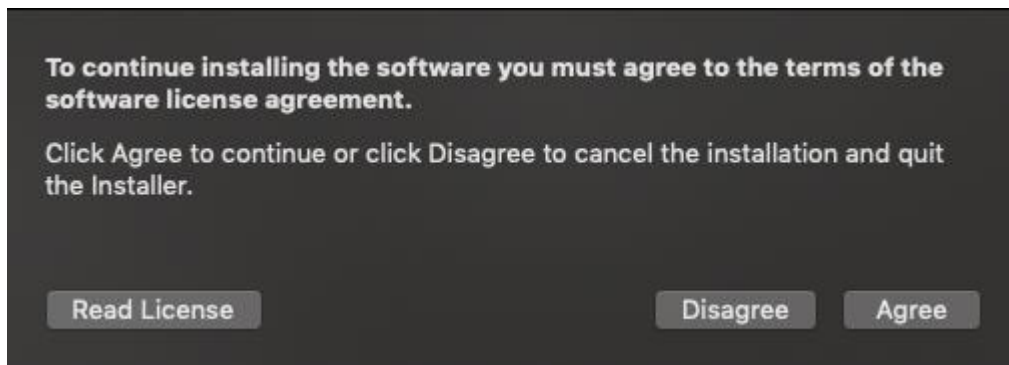 To continue installing the software you must agree to the terms of the
software license agreement.
Click Agree to continue or click Disagree to cancel the installation and quit
the Installer.
Read License
Disagree
Agree